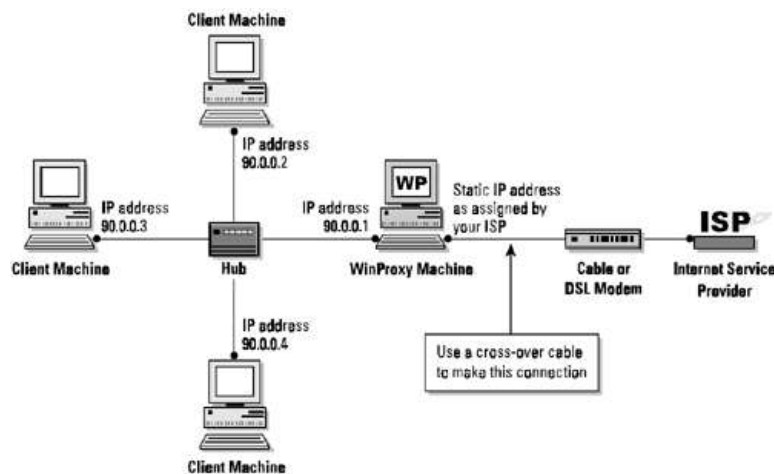 Client Machine
IP address
90.0.0.2
IP address
90.0.0.3
Client Machine
Hub
IP address
90.0.0.1
WP
WinProxy Machine
Static IP address
as assigned by
your ISP
Cable or
DSL Modem
ISP
Internet Service
Provider
IP address
90.0.0.4
Client Machine
Use a cross-over cable
to make this connection